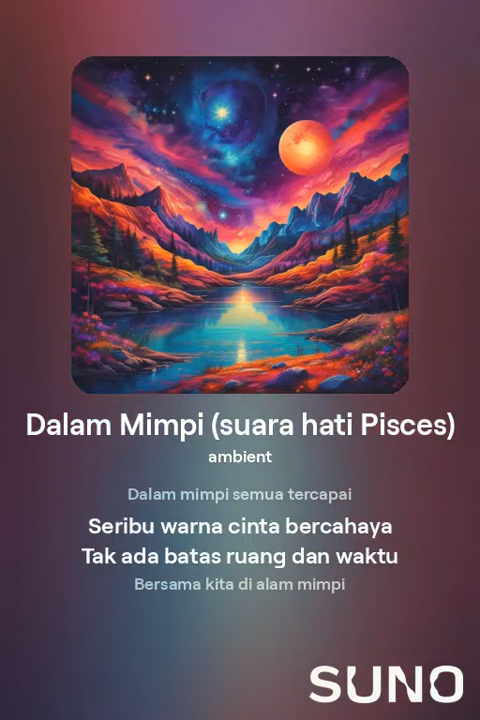 Dalam Mimpi (suara hati Pisces)
ambient
Dalam mimpi semua tercapai
Seribu warna cinta bercahaya
Tak ada batas ruang dan waktu
Bersama kita di alam mimpi
SUNO